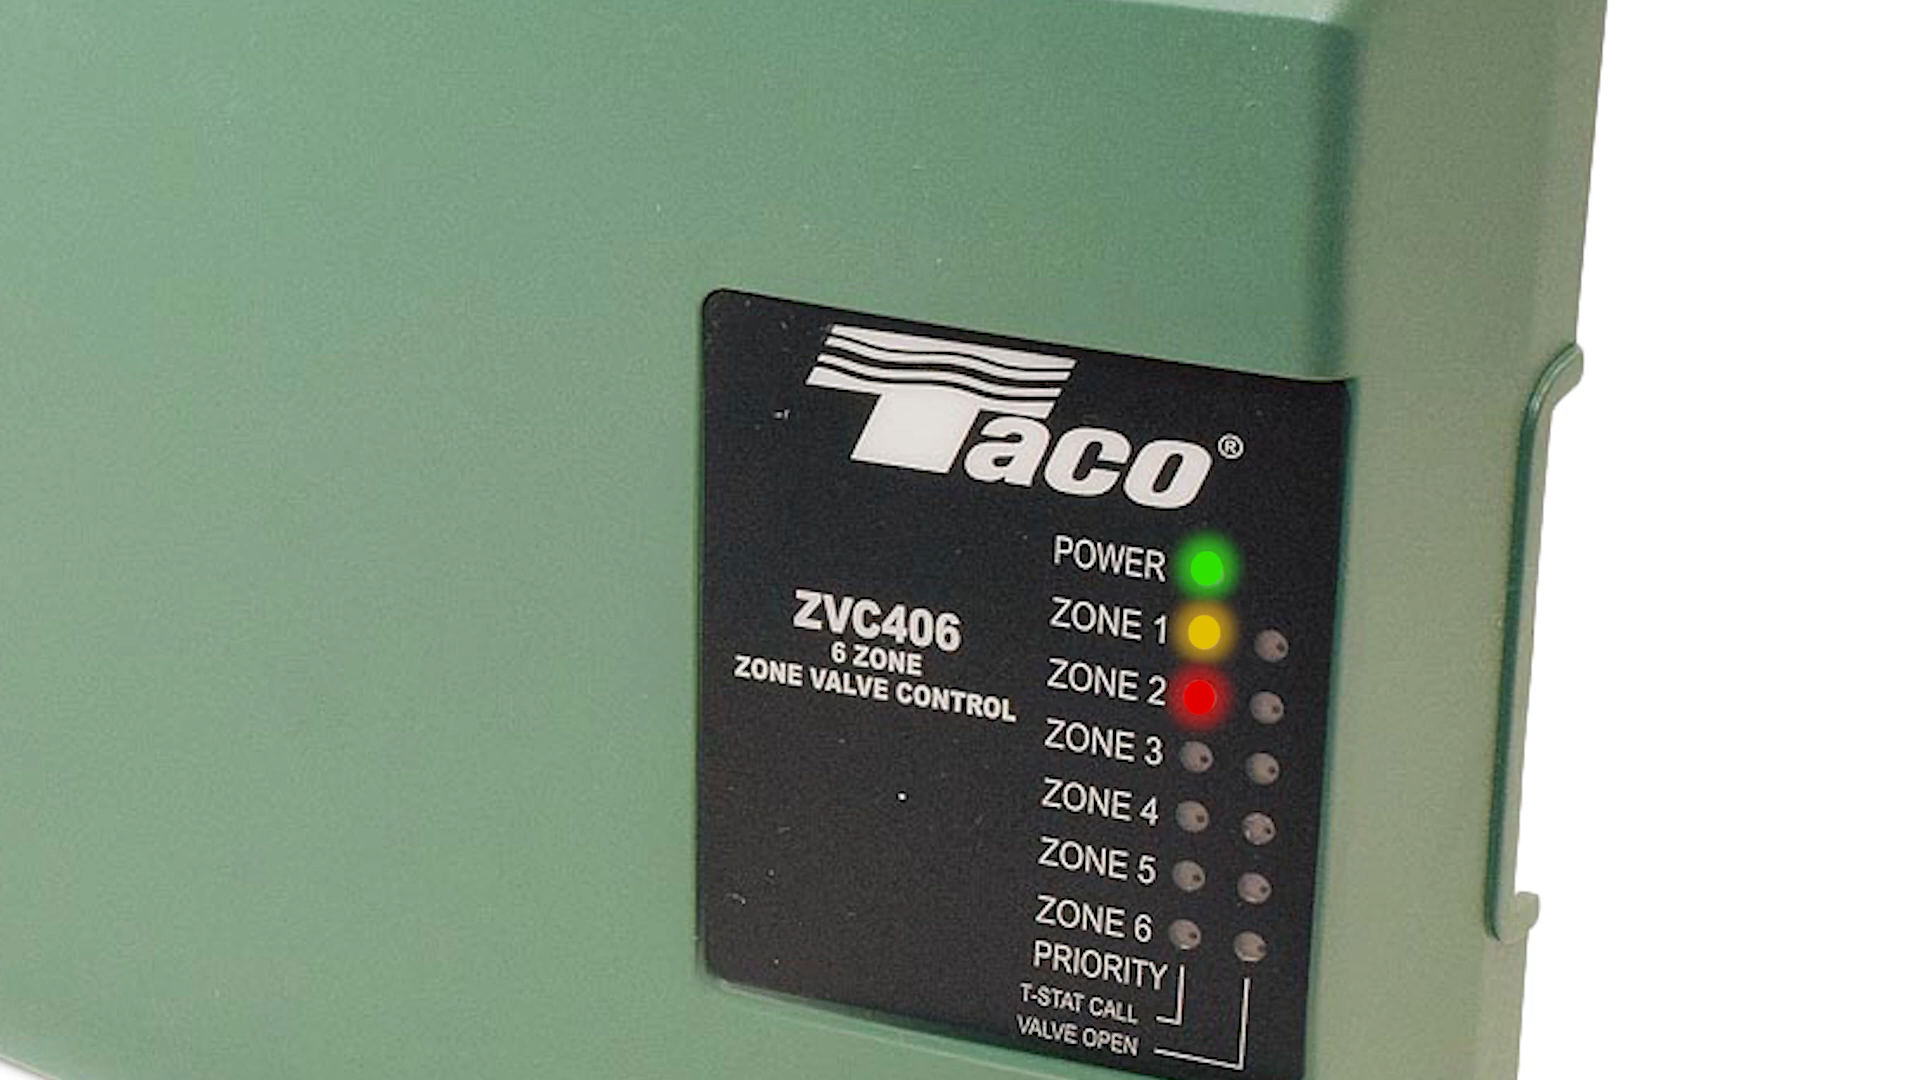 Taco®
POWER
ZONE 1
ZONE 2
ZONE 3
ZONE 4
ZONE 5
ZONE 6
PRIORITY
T-STAT CALL
VALVE OPEN
ZVC406
6 ZONE
ZONE VALVE CONTROL